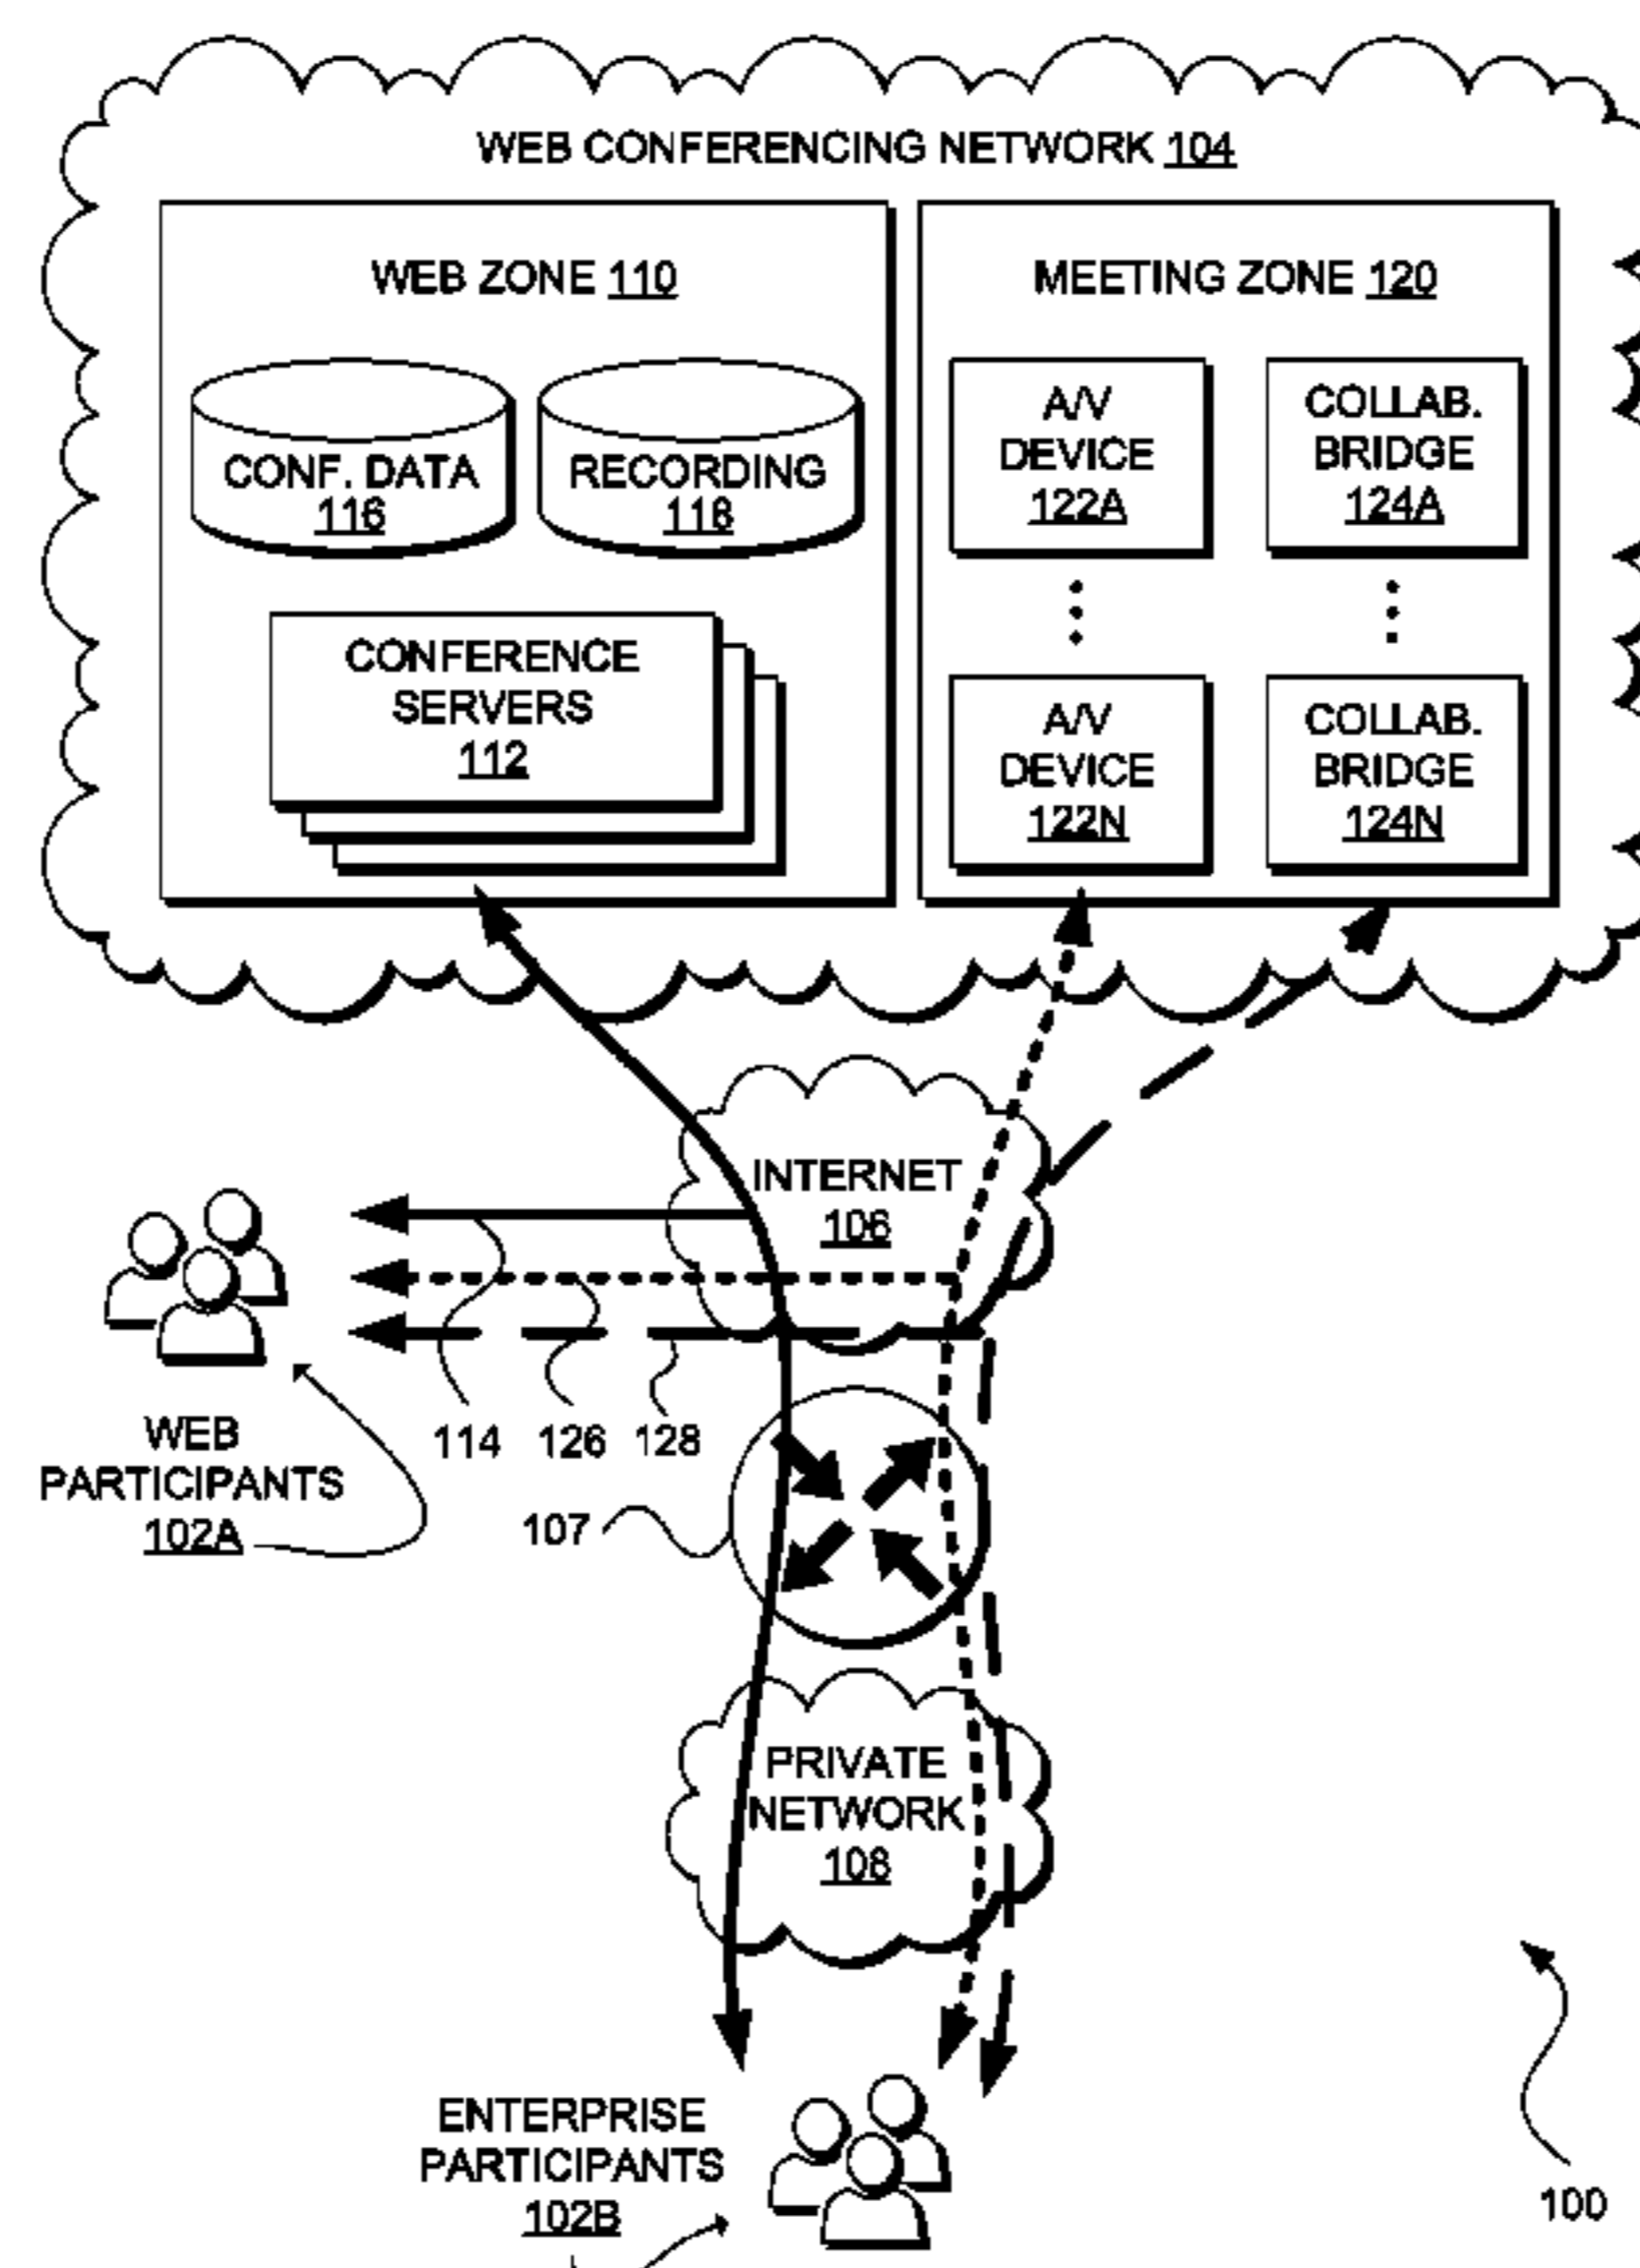 WEB CONFERENCING NETWORK 104
WEB ZONE 110
CONF. DATA
116
RECORDING
118
CONFERENCE
SERVERS
112
MEETING ZONE 120
A/V
DEVICE
122A
COLLAB.
BRIDGE
124A
A/V
DEVICE
122N
COLLAB.
BRIDGE
124N
INTERNET
106
WEB
PARTICIPANTS
102A
114
126
128
107
PRIVATE
NETWORK
108
ENTERPRISE
PARTICIPANTS
102B
100